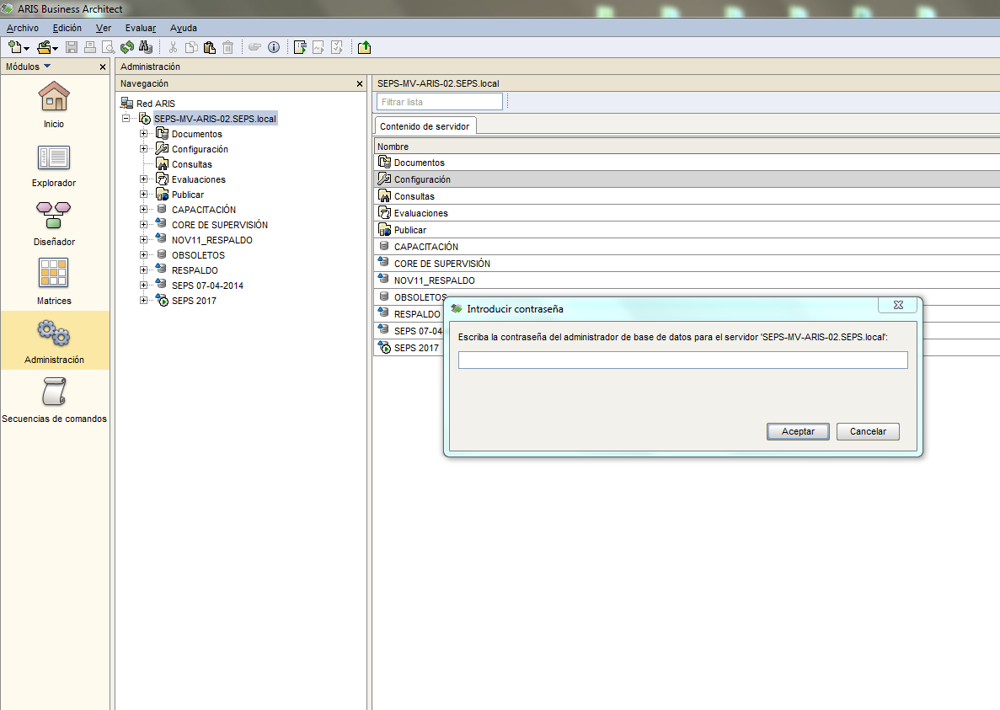 ARIS Business Architect
Archivo Edición Ver Evaluar Ayuda
Módulos
Inicio
Explorador
Diseñador
Matrices
Administración
Secuencias de comandos
Administración
Navegación
Red ARIS
SEPS-MV-ARIS-02.SEPS.local
Documentos
Configuración
Consultas
Evaluaciones
Publicar
CAPACITACIÓN
CORE DE SUPERVISIÓN
NOV11_RESPALDO
OBSOLETOS
RESPALDO
SEPS 07-04-2014
SEPS 2017
SEPS-MV-ARIS-02.SEPS.local
Filtrar lista
Contenido de servidor
Nombre
Documentos
Configuración
Consultas
Evaluaciones
Publicar
CAPACITACIÓN
CORE DE SUPERVISIÓN
NOV11_RESPALDO
OBSOLETOS
RESPALDO
SEPS 07-04
SEPS 2017
Introducir contraseña
Escriba la contraseña del administrador de base de datos para el servidor 'SEPS-MV-ARIS-02.SEPS.local':
Aceptar Cancelar